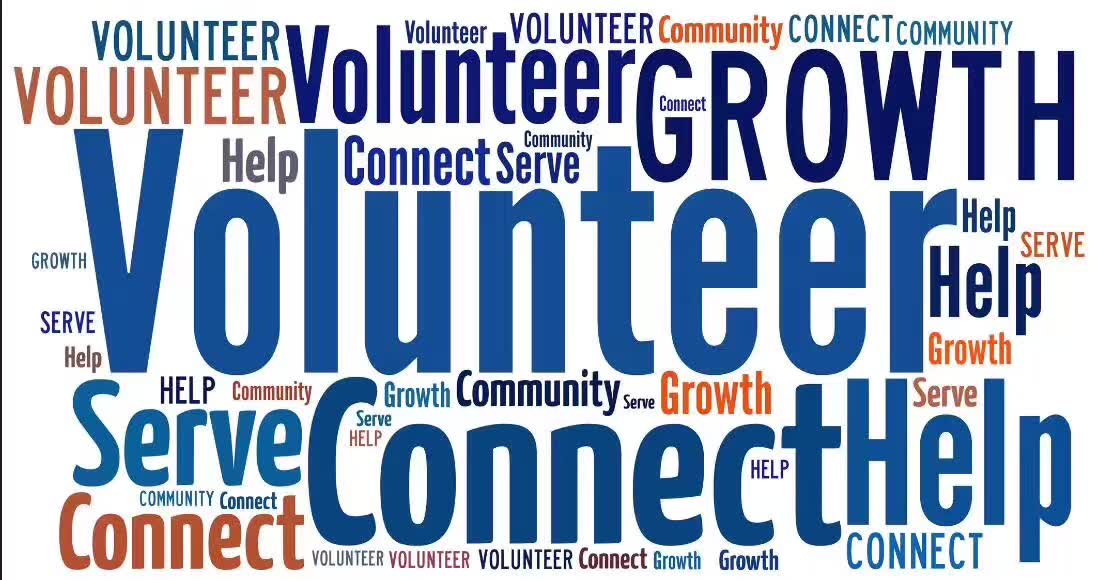 VOLUNTEER
Volunteer
Volunteer
VOLUNTEER
Community
CONNECT
COMMUNITY
VOLUNTEER
Connect
GROWTH
Help
Connect
Serve
Community
Volunteer
Help
SERVE
GROWTH
Help
SERVE
Help
Growth
HELP
Community
Growth
Community
Serve
Growth
Serve
Serve
Serve
HELP
Connect
HELP
Help
COMMUNITY
Connect
Connect
CONNECT
VOLUNTEER
VOLUNTEER
VOLUNTEER
Connect
Growth
Growth